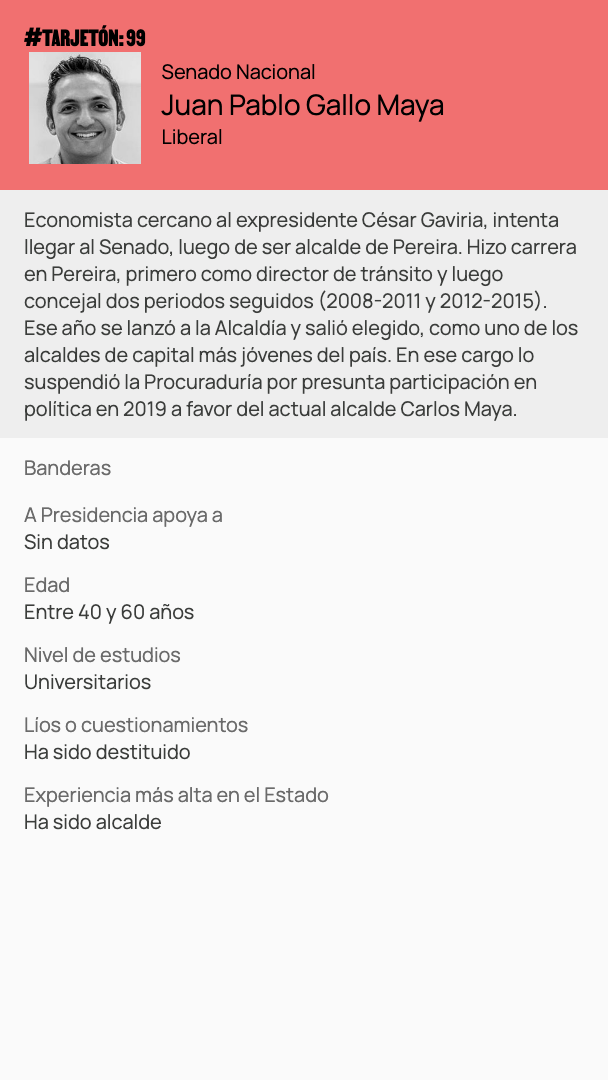 #TARJETÓN: 99
Senado Nacional
Juan Pablo Gallo Maya
Liberal
Economista cercano al expresidente César Gaviria, intenta
llegar al Senado, luego de ser alcalde de Pereira. Hizo carrera
en Pereira, primero como director de tránsito y luego
concejal dos periodos seguidos (2008-2011 y 2012-2015).
Ese año se lanzó a la Alcaldía y salió elegido, como uno de los
alcaldes de capital más jóvenes del país. En ese cargo lo
suspendió la Procuraduría por presunta participación en
política en 2019 a favor del actual alcalde Carlos Maya.
Banderas
A Presidencia apoya a
Sin datos
Edad
Entre 40 y 60 años
Nivel de estudios
Universitarios
Líos o cuestionamientos
Ha sido destituido
Experiencia más alta en el Estado
Ha sido alcalde